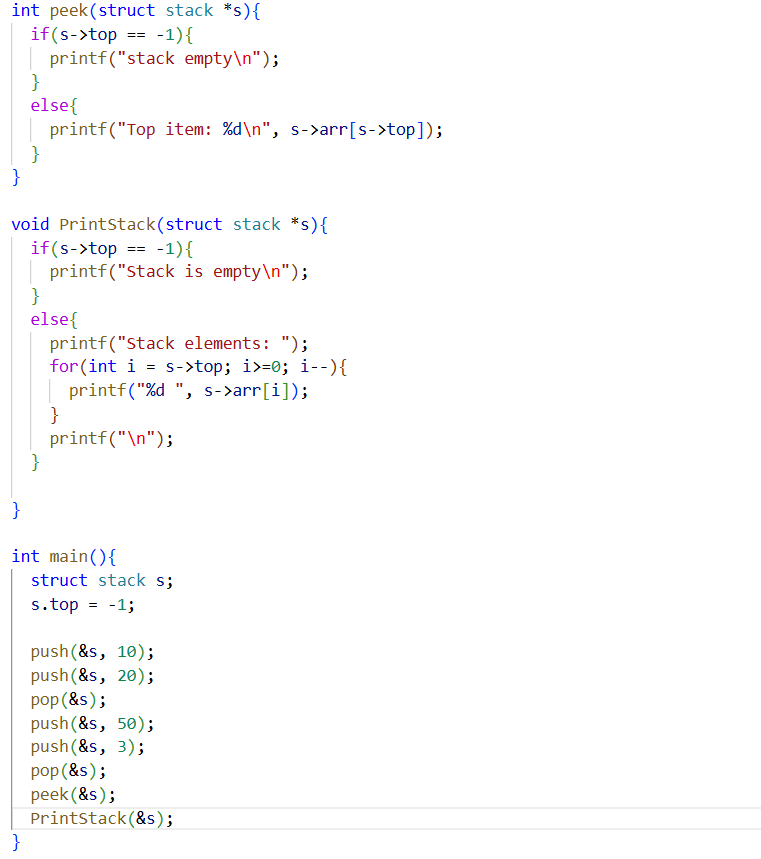 int peek(struct stack *s){
  if(s->top == -1){
    printf("stack empty\n");
  }
  else{
    printf("Top item: %d\n", s->arr[s->top]);
  }
}

void PrintStack(struct stack *s){
  if(s->top == -1){
    printf("Stack is empty\n");
  }
  else{
    printf("Stack elements: ");
    for(int i = s->top; i>=0; i--){
      printf("%d ", s->arr[i]);
    }
    printf("\n");
  }

}

int main(){
  struct stack s;
  s.top = -1;

  push(&s, 10);
  push(&s, 20);
  pop(&s);
  push(&s, 50);
  push(&s, 3);
  pop(&s);
  peek(&s);
  PrintStack(&s);
}